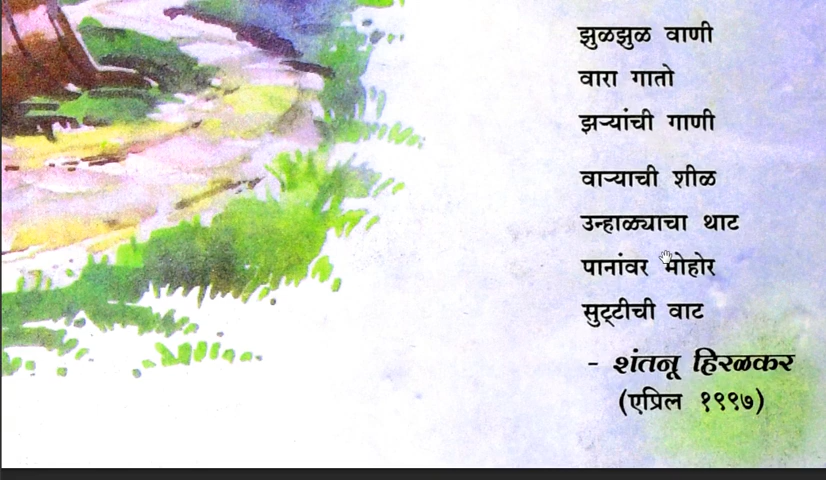 झुळझुळ वाणी
वारा गातो
झऱ्यांची गाणी
वाऱ्याची शीळ
उन्हाळ्याचा थाट
पानांवर मोहोर
सुट्टीची वाट
- शंतनू हिरळकर
(एप्रिल १९९७)